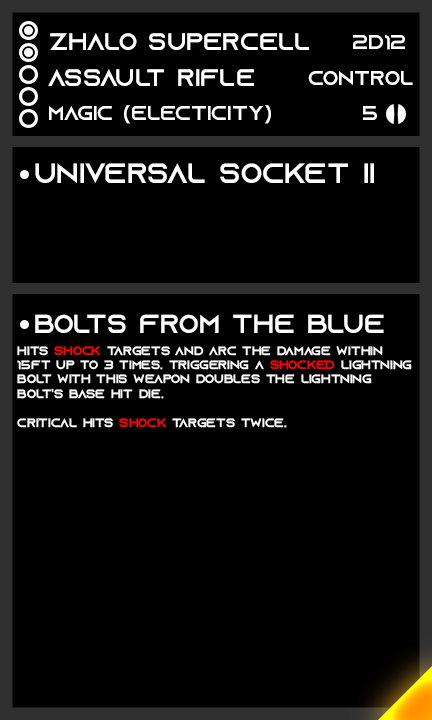 ZHALO SUPERCELL 2D12
ASSAULT RIFLE CONTROL
MAGIC (ELECTICITY) 5
•UNIVERSAL SOCKET II
•BOLTS FROM THE BLUE
HITS SHOCK TARGETS AND ARC THE DAMAGE WITHIN
15FT UP TO 3 TIMES. TRIGGERING A SHOCKED LIGHTNING
BOLT WITH THIS WEAPON DOUBLES THE LIGHTNING
BOLT'S BASE HIT DIE.
CRITICAL HITS SHOCK TARGETS TWICE.